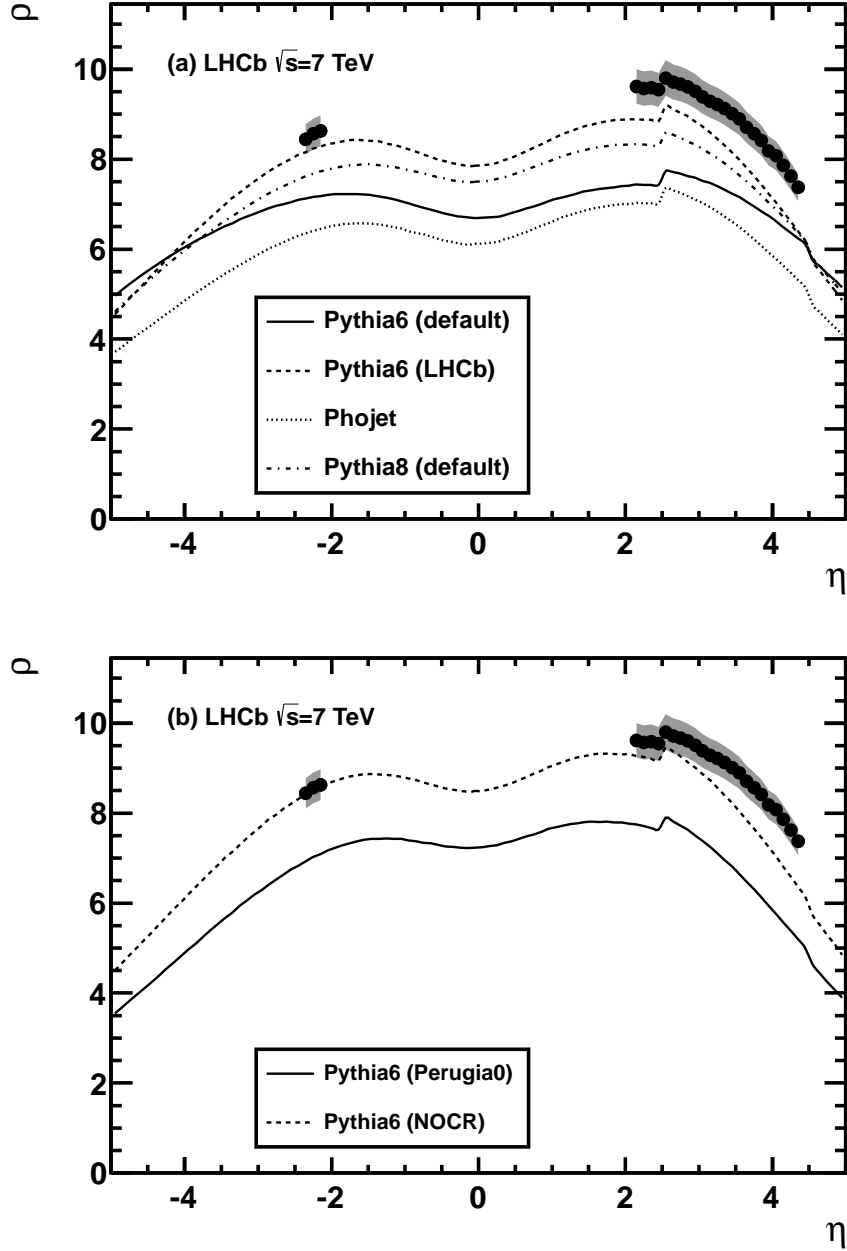 ρ
(a) LHCb √s=7 TeV
10
8
6
4
2
0
Pythia6 (default)
Pythia6 (LHCb)
Phojet
Pythia8 (default)
-4 -2 0 2 4
η
ρ
(b) LHCb √s=7 TeV
10
8
6
4
2
0
Pythia6 (Perugia0)
Pythia6 (NOCR)
-4 -2 0 2 4
η